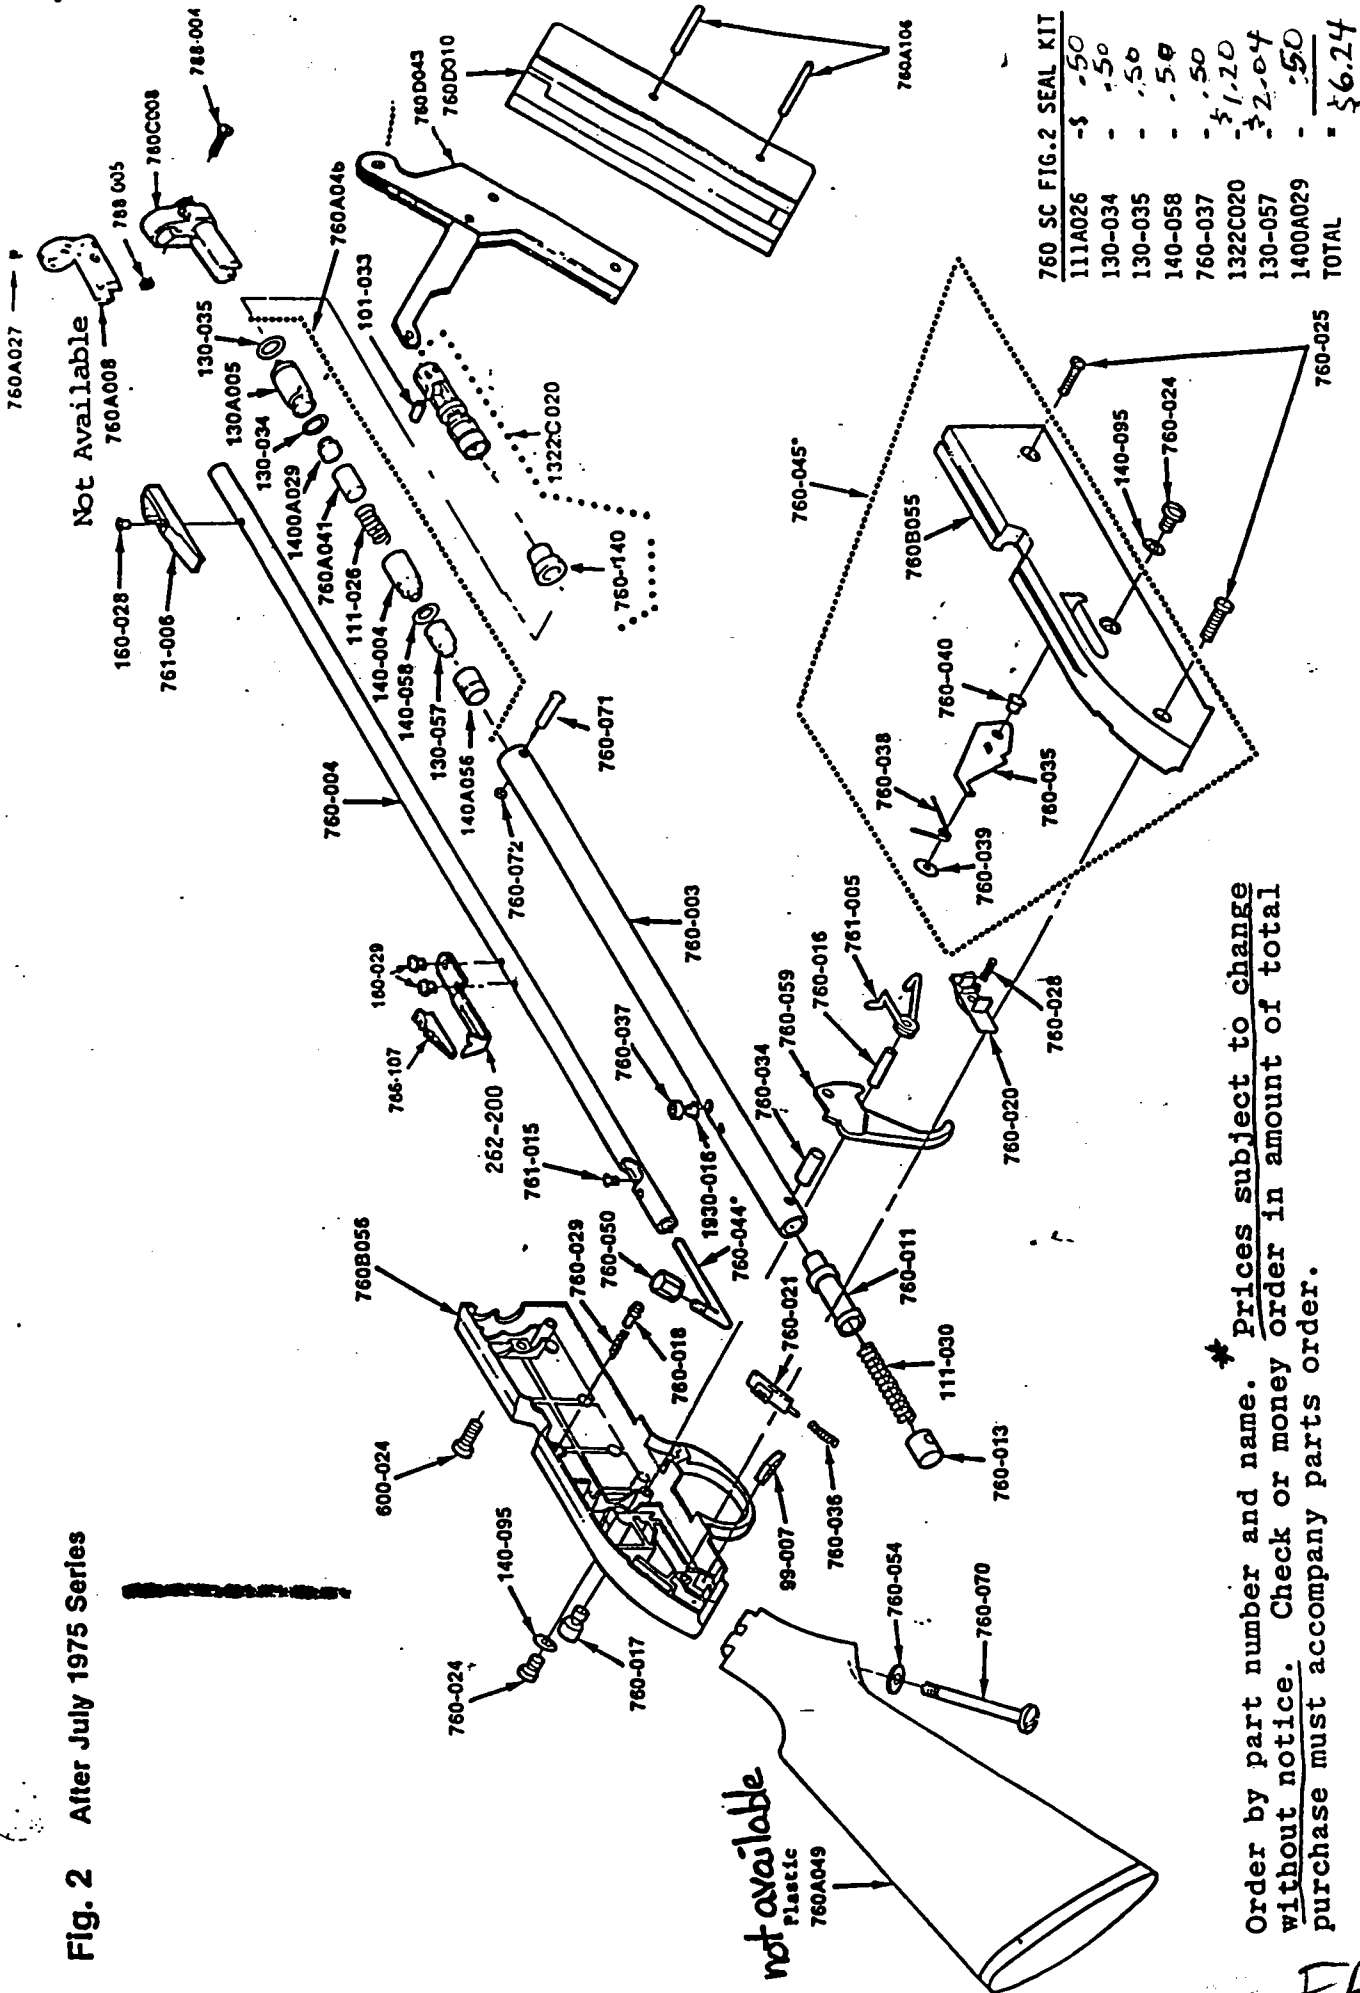 Fig. 2 After July 1975 Series
760A027
Not Available
760A008
788 005
760C008
788-004
160-028
761-006
130-035
130A005
130-034
1400A029
760A041
111-026
140-004
140-058
130-057
140A056
760A046
101-033
1322C020
760-140
760D043
760D010
760A106
760-004
760-071
760-072
760-003
160-029
766-107
262-200
761-015
760-037
1930-016
760-044*
760-050
760-029
760-018
760B056
600-024
140-095
760-024
760-017
760-021
99-007
760-036
760-011
111-030
760-013
760-034
760-059
760-016
761-005
760-020
760-028
760-045*
760B055
760-040
760-038
760-035
760-039
140-095
760-024
760-025
760-054
760-070
not available
Plastic
760A049
760 SC FIG.2 SEAL KIT
111A026 -$ .50
130-034 - .50
130-035 - .50
140-058 - .50
760-037 - .50
1322C020 - $1.20
130-057 - $2.04
1400A029 - .50
TOTAL = $6.24
Order by part number and name. * Prices subject to change
without notice. Check or money order in amount of total
purchase must accompany parts order.